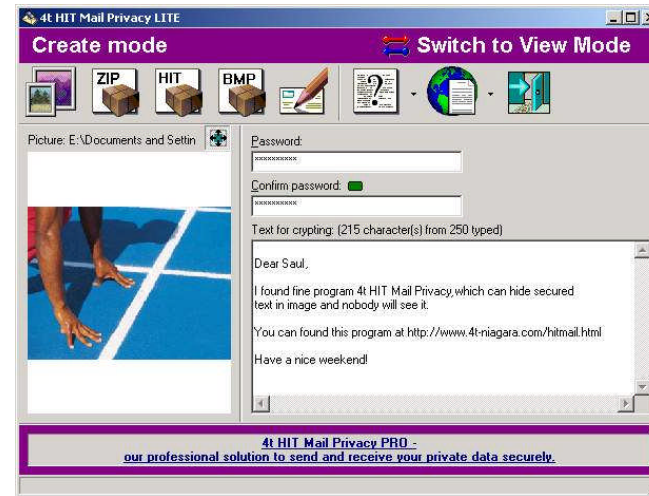 4t HIT Mail Privacy LITE
Create mode
Switch to View Mode
ZIP
HIT
BMP
?
Picture: E:\Documents and Settin
Password:
xxxxxxxxxx
Confirm password:
xxxxxxxxxx
Text for crypting: (215 character(s) from 250 typed)
Dear Saul,
I found fine program 4t HIT Mail Privacy,which can hide secured
text in image and nobody will see it.
You can found this program at http://www.4t-niagara.com/hitmail.html
Have a nice weekend!
4t HIT Mail Privacy PRO -
our professional solution to send and receive your private data securely.